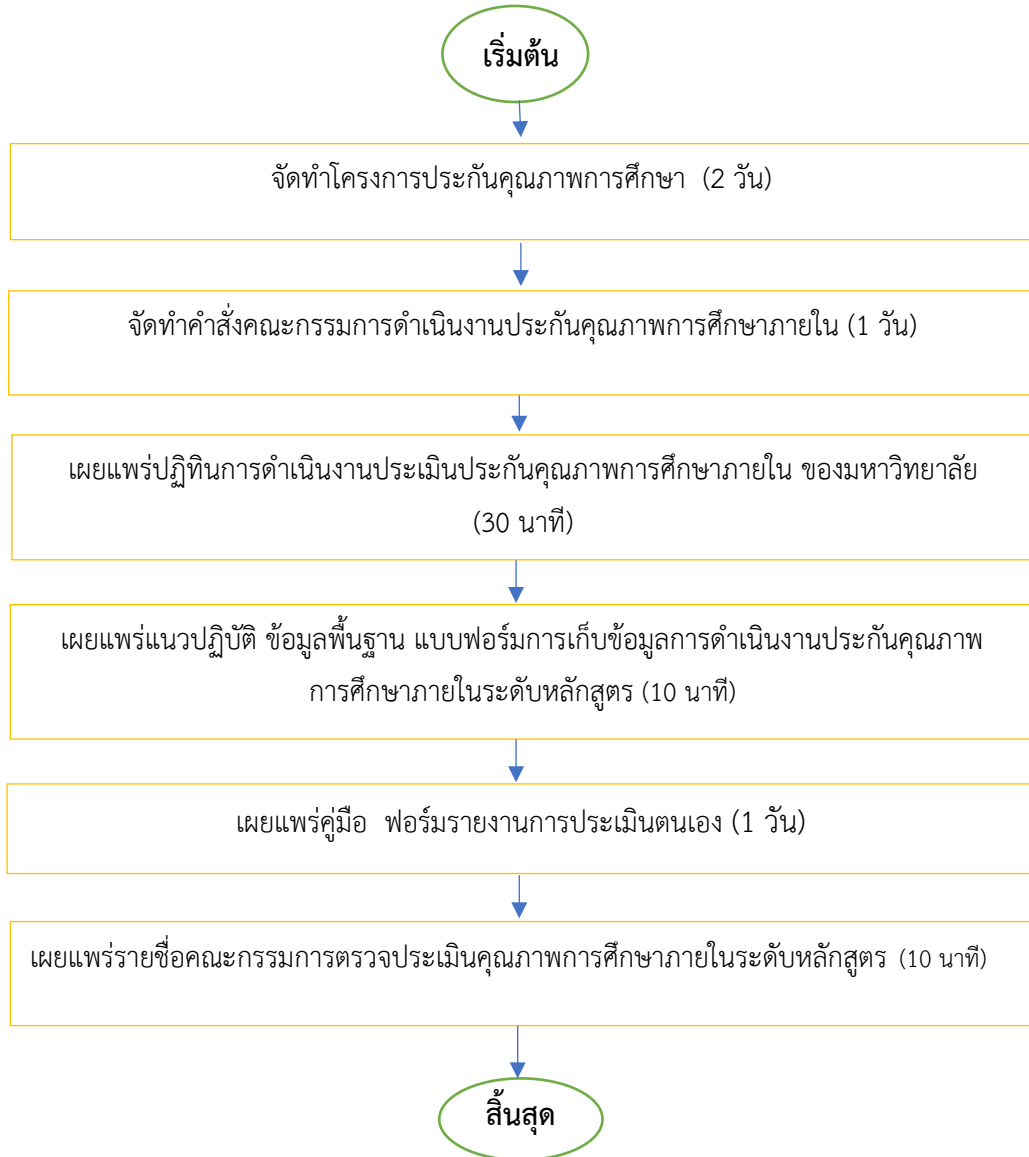 เริ่มต้น
จัดทำโครงการประกันคุณภาพการศึกษา (2 วัน)
จัดทำคำสั่งคณะกรรมการดำเนินงานประกันคุณภาพการศึกษาภายใน (1 วัน)
เผยแพร่ปฏิทินการดำเนินงานประเมินประกันคุณภาพการศึกษาภายใน ของมหาวิทยาลัย
(30 นาที)
เผยแพร่แนวปฏิบัติ ข้อมูลพื้นฐาน แบบฟอร์มการเก็บข้อมูลการดำเนินงานประกันคุณภาพ
การศึกษาภายในระดับหลักสูตร (10 นาที)
เผยแพร่คู่มือ ฟอร์มรายงานการประเมินตนเอง (1 วัน)
เผยแพร่รายชื่อคณะกรรมการตรวจประเมินคุณภาพการศึกษาภายในระดับหลักสูตร (10 นาที)
สิ้นสุด